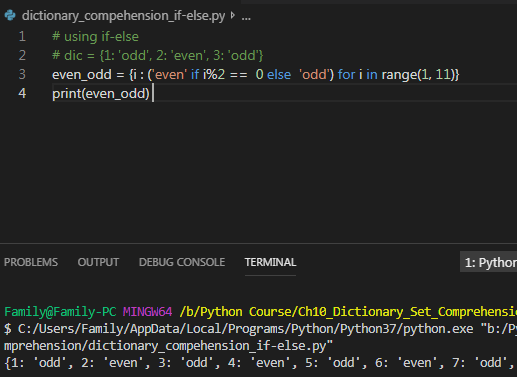 dictionary_compehension_if-else.py > ...
1 # using if-else
2 # dic = {1: 'odd', 2: 'even', 3: 'odd'}
3 even_odd = {i : ('even' if i%2 == 0 else 'odd') for i in range(1, 11)}
4 print(even_odd)
PROBLEMS OUTPUT DEBUG CONSOLE TERMINAL 1: Python
Family@Family-PC MINGW64 /b/Python Course/Ch10_Dictionary_Set_Comprehensi
$ C:/Users/Family/AppData/Local/Programs/Python/Python37/python.exe "b:/Py
mprehension/dictionary_compehension_if-else.py"
{1: 'odd', 2: 'even', 3: 'odd', 4: 'even', 5: 'odd', 6: 'even', 7: 'odd',